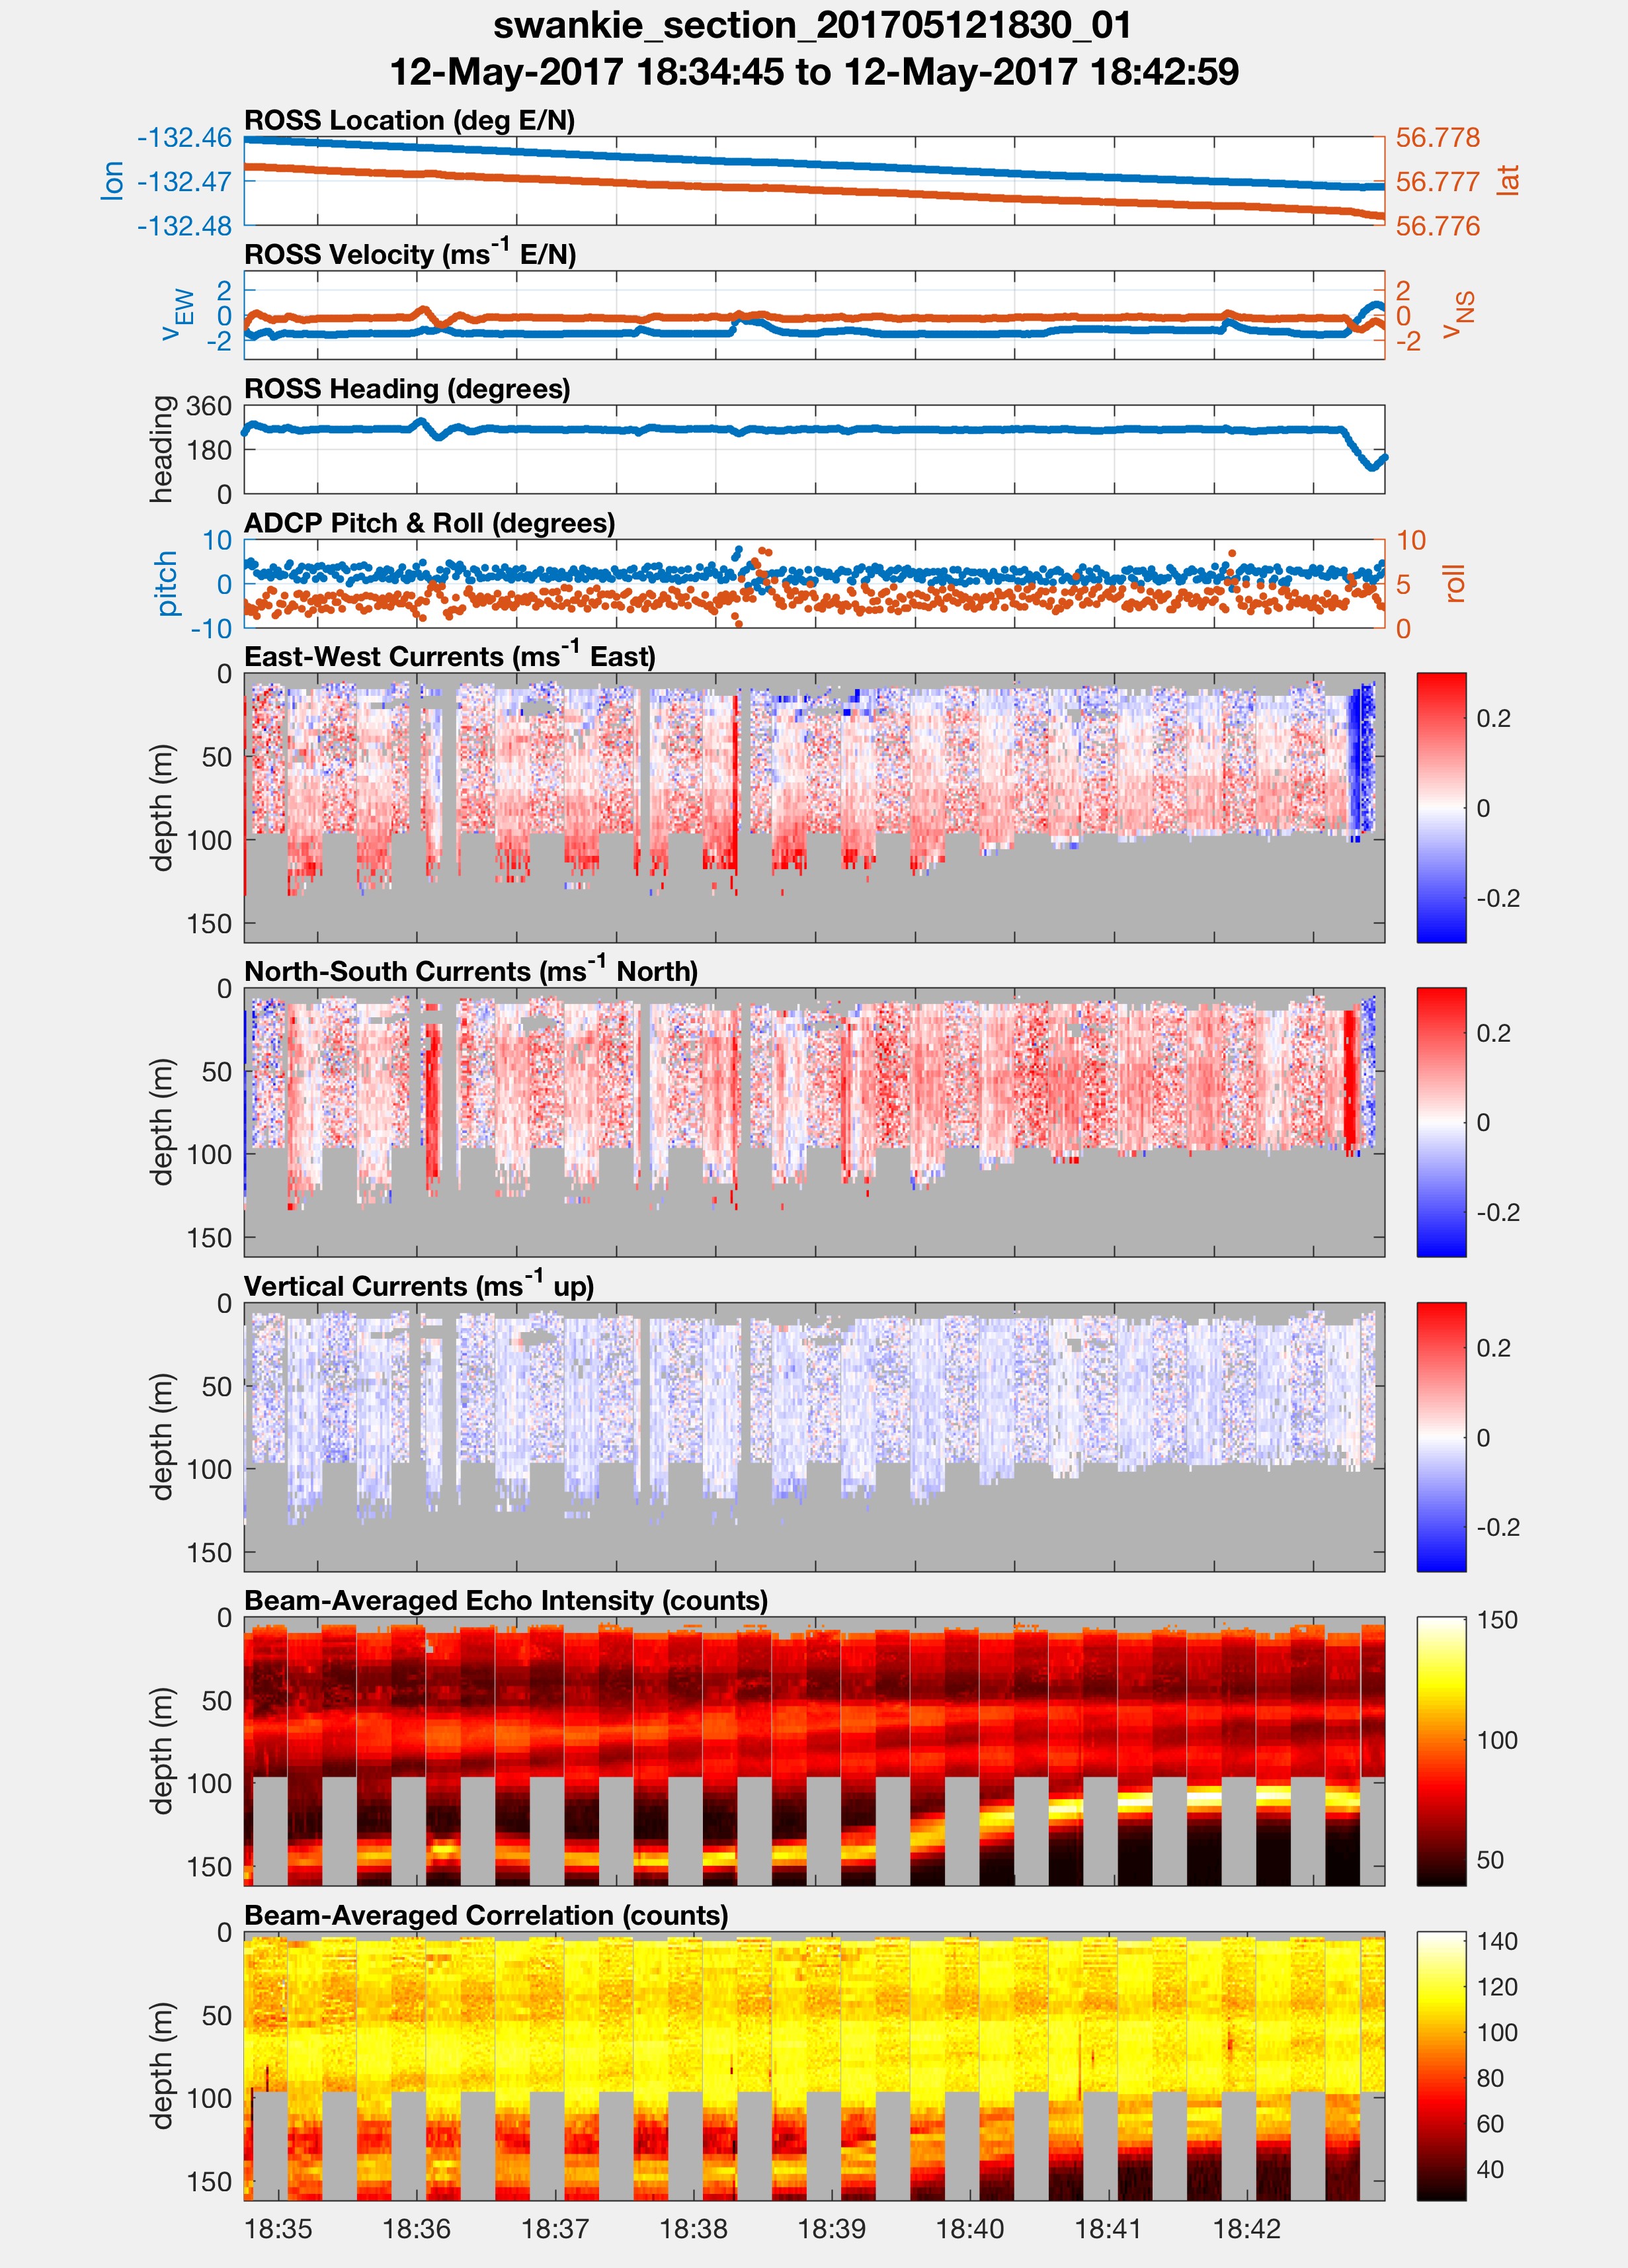 swankie_section_201705121830_01
12-May-2017 18:34:45 to 12-May-2017 18:42:59
ROSS Location (deg E/N)
-132.46
-132.47
-132.48
lon
56.778
56.777
56.776
lat
ROSS Velocity (ms-1 E/N)
2
0
-2
vEW
2
0
-2
vNS
ROSS Heading (degrees)
360
180
0
heading
ADCP Pitch & Roll (degrees)
10
0
-10
pitch
10
5
0
roll
East-West Currents (ms-1 East)
0
50
100
150
depth (m)
0.2
0
-0.2
North-South Currents (ms-1 North)
0
50
100
150
depth (m)
0.2
0
-0.2
Vertical Currents (ms-1 up)
0
50
100
150
depth (m)
0.2
0
-0.2
Beam-Averaged Echo Intensity (counts)
0
50
100
150
depth (m)
150
100
50
Beam-Averaged Correlation (counts)
0
50
100
150
depth (m)
140
120
100
80
60
40
18:35 18:36 18:37 18:38 18:39 18:40 18:41 18:42